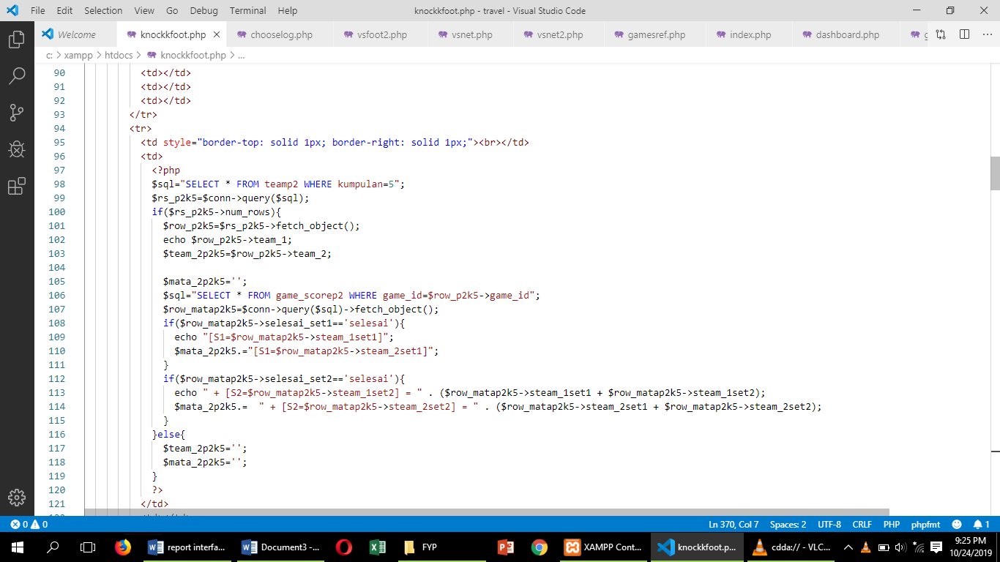 File Edit Selection View Go Debug Terminal Help knockkfoot.php - travel - Visual Studio Code
Welcome knockkfoot.php chooselog.php vsfoot2.php vsnet.php vsnet2.php gamesref.php index.php dashboard.php
c: > xampp > htdocs > knockkfoot.php > ...
90 <td></td>
91 <td></td>
92 <td></td>
93 </tr>
94 <tr>
95 <td style="border-top: solid 1px; border-right: solid 1px;"><br></td>
96 <td>
97 <?php
98 $sql="SELECT * FROM teamp2 WHERE kumpulan=5";
99 $rs_p2k5=$conn->query($sql);
100 if($rs_p2k5->num_rows){
101 $row_p2k5=$rs_p2k5->fetch_object();
102 echo $row_p2k5->team_1;
103 $team_2p2k5=$row_p2k5->team_2;
104
105 $mata_2p2k5='';
106 $sql="SELECT * FROM game_scorep2 WHERE game_id=$row_p2k5->game_id";
107 $row_matap2k5=$conn->query($sql)->fetch_object();
108 if($row_matap2k5->selesai_set1=='selesai'){
109 echo "[S1=$row_matap2k5->steam_1set1]";
110 $mata_2p2k5.="[S1=$row_matap2k5->steam_2set1]";
111 }
112 if($row_matap2k5->selesai_set2=='selesai'){
113 echo " + [S2=$row_matap2k5->steam_1set2] = " . ($row_matap2k5->steam_1set1 + $row_matap2k5->steam_1set2);
114 $mata_2p2k5.=  " + [S2=$row_matap2k5->steam_2set2] = " . ($row_matap2k5->steam_2set1 + $row_matap2k5->steam_2set2);
115 }
116 }else{
117 $team_2p2k5='';
118 $mata_2p2k5='';
119 }
120 ?>
121 </td>
0 0 Ln 370, Col 7 Spaces: 2 UTF-8 CRLF PHP phpfmt 1
report interfa... Document3 -... FYP XAMPP Cont... knockkfoot.p... cdda:// - VLC... 9:25 PM
10/24/2019